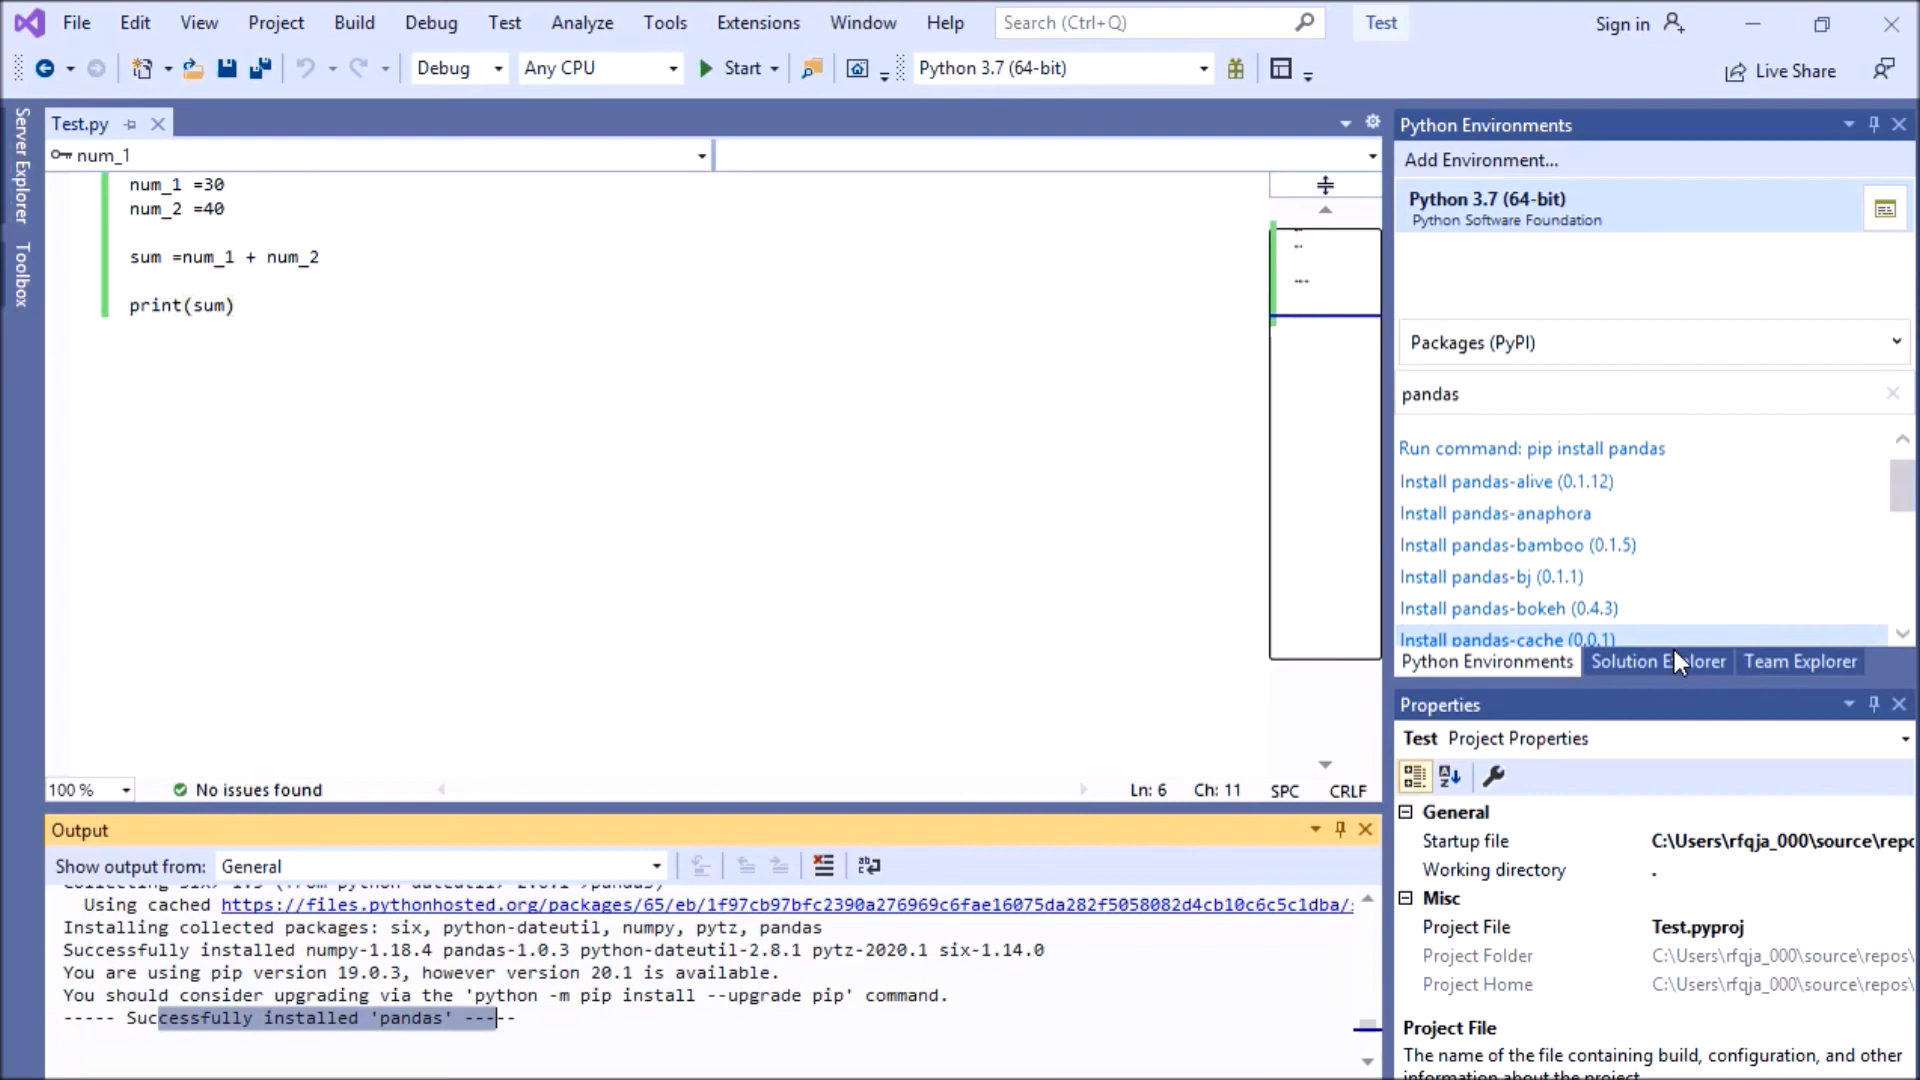 File Edit View Project Build Debug Test Analyze Tools Extensions Window Help Search (Ctrl+Q) Test Sign in
Debug Any CPU Start Python 3.7 (64-bit) Live Share
Server Explorer
Toolbox
Test.py
num_1
num_1 =30
num_2 =40
sum =num_1 + num_2
print(sum)
100 % No issues found Ln: 6 Ch: 11 SPC CRLF
Output
Show output from: General
Using cached https://files.pythonhosted.org/packages/65/eb/1f97cb97bfc2390a276969c6fae16075da282f5058082d4cb10c6c5c1dba/
Installing collected packages: six, python-dateutil, numpy, pytz, pandas
Successfully installed numpy-1.18.4 pandas-1.0.3 python-dateutil-2.8.1 pytz-2020.1 six-1.14.0
You are using pip version 19.0.3, however version 20.1 is available.
You should consider upgrading via the 'python -m pip install --upgrade pip' command.
----- Successfully installed 'pandas' -----
Python Environments
Add Environment...
Python 3.7 (64-bit)
Python Software Foundation
Packages (PyPI)
pandas
Run command: pip install pandas
Install pandas-alive (0.1.12)
Install pandas-anaphora
Install pandas-bamboo (0.1.5)
Install pandas-bj (0.1.1)
Install pandas-bokeh (0.4.3)
Install pandas-cache (0.0.1)
Python Environments Solution Explorer Team Explorer
Properties
Test Project Properties
General
Startup file C:\Users\rfqja_000\source\repo
Working directory .
Misc
Project File Test.pyproj
Project Folder C:\Users\rfqja_000\source\repos\
Project Home C:\Users\rfqja_000\source\repos\
Project File
The name of the file containing build, configuration, and other
information about the project